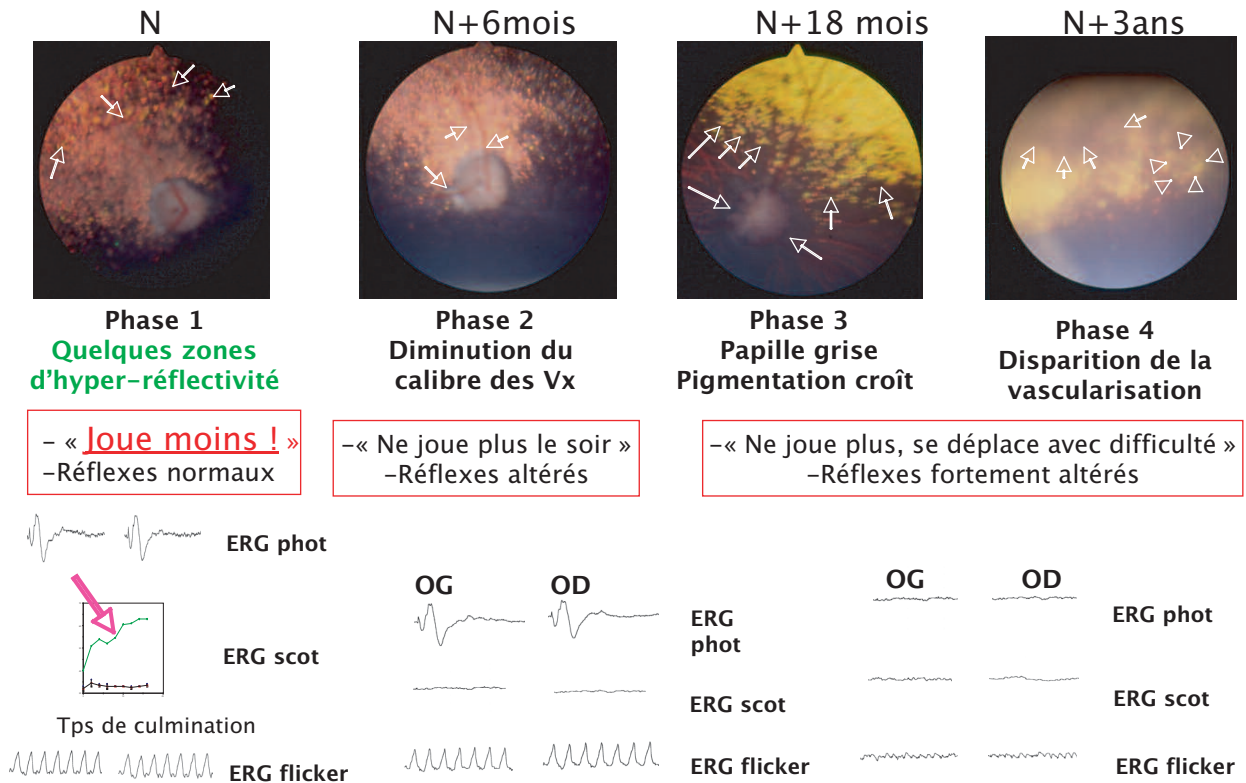 N
N+6mois
N+18 mois
N+3ans
Phase 1
Quelques zones
d'hyper-réflectivité
Phase 2
Diminution du
calibre des Vx
Phase 3
Papille grise
Pigmentation croît
Phase 4
Disparition de la
vascularisation
– « Joue moins ! »
–Réflexes normaux
–« Ne joue plus le soir »
–Réflexes altérés
–« Ne joue plus, se déplace avec difficulté »
–Réflexes fortement altérés
ERG phot
ERG scot
Tps de culmination
ERG flicker
OG OD
ERG
phot
ERG scot
ERG flicker
OG OD
ERG phot
ERG scot
ERG flicker